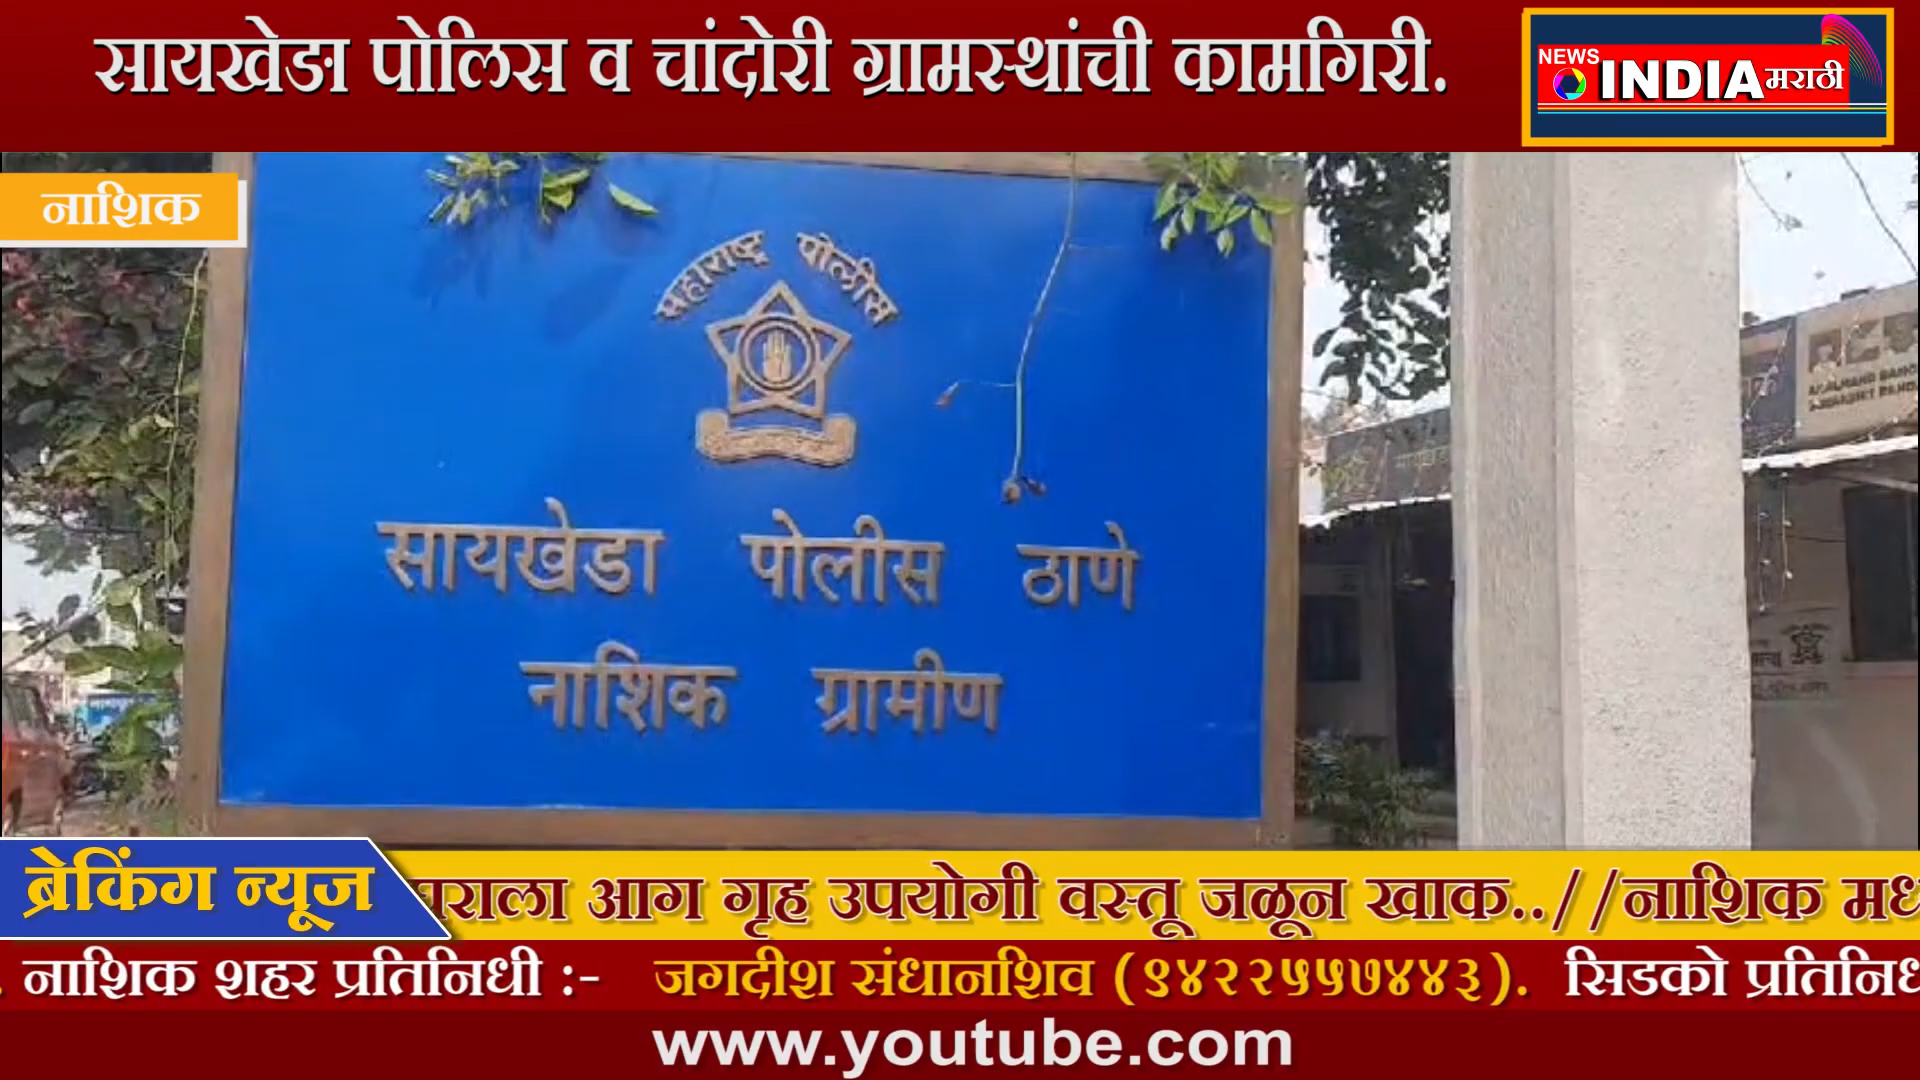 सायखेडा पोलिस व चांदोरी ग्रामस्थांची कामगिरी.
NEWS
INDIA मराठी
नाशिक
महाराष्ट्र पोलीस
सायखेडा पोलीस ठाणे
नाशिक ग्रामीण
ब्रेकिंग न्यूज
घराला आग गृह उपयोगी वस्तू जळून खाक..//नाशिक मध
. नाशिक शहर प्रतिनिधी :- जगदीश संधानशिव (९४२२५५७४४३). सिडको प्रतिनिध
www.youtube.com